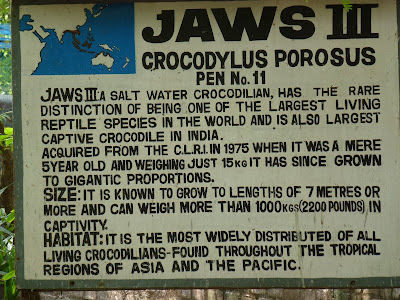 JAWS III
CROCODYLUS POROSUS
PEN No. 11
JAWS III: A SALT WATER CROCODILIAN, HAS THE RARE
DISTINCTION OF BEING ONE OF THE LARGEST LIVING
REPTILE SPECIES IN THE WORLD AND IS ALSO LARGEST
CAPTIVE CROCODILE IN INDIA.
ACQUIRED FROM THE C.L.R.I. IN 1975 WHEN IT WAS A MERE
5YEAR OLD AND WEIGHING JUST 15KG IT HAS SINCE GROWN
TO GIGANTIC PROPORTIONS.
SIZE: IT IS KNOWN TO GROW TO LENGTHS OF 7 METRES OR
MORE AND CAN WEIGH MORE THAN 1000KGS (2200 POUNDS) IN
CAPTIVITY.
HABITAT: IT IS THE MOST WIDELY DISTRIBUTED OF ALL
LIVING CROCODILIANS-FOUND THROUGHOUT THE TROPICAL
REGIONS OF ASIA AND THE PACIFIC.